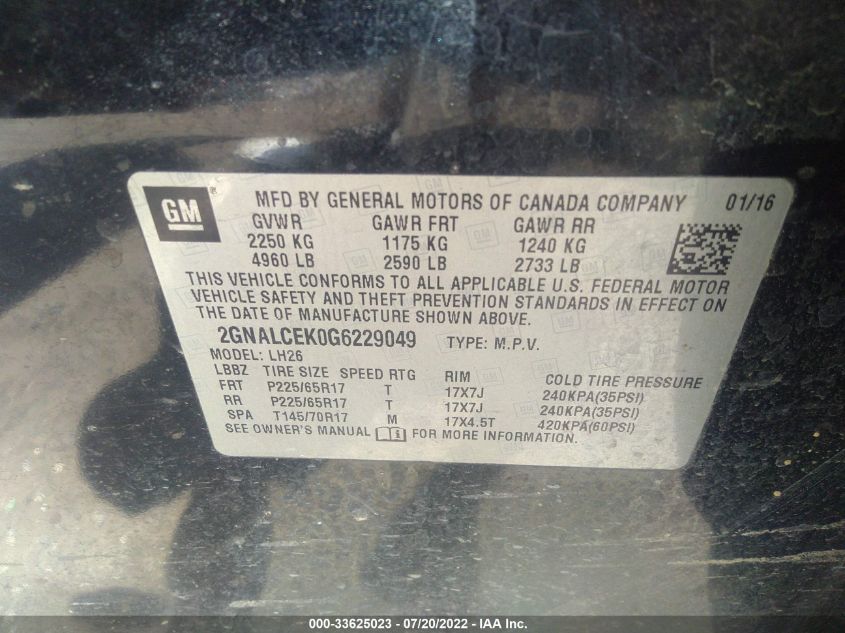 GM ® MFD BY GENERAL MOTORS OF CANADA COMPANY 01/16
GVWR GAWR FRT GAWR RR
2250 KG 1175 KG 1240 KG
4960 LB 2590 LB 2733 LB
THIS VEHICLE CONFORMS TO ALL APPLICABLE U.S. FEDERAL MOTOR
VEHICLE SAFETY AND THEFT PREVENTION STANDARDS IN EFFECT ON
THE DATE OF MANUFACTURE SHOWN ABOVE.
2GNALCEK0G6229049 TYPE: M.P.V.
MODEL: LH26
LBBZ TIRE SIZE SPEED RTG RIM COLD TIRE PRESSURE
FRT P225/65R17 T 17X7J 240KPA(35PSI)
RR P225/65R17 T 17X7J 240KPA(35PSI)
SPA T145/70R17 M 17X4.5T 420KPA(60PSI)
SEE OWNER'S MANUAL i FOR MORE INFORMATION.
000-33625023 - 07/20/2022 - IAA Inc.